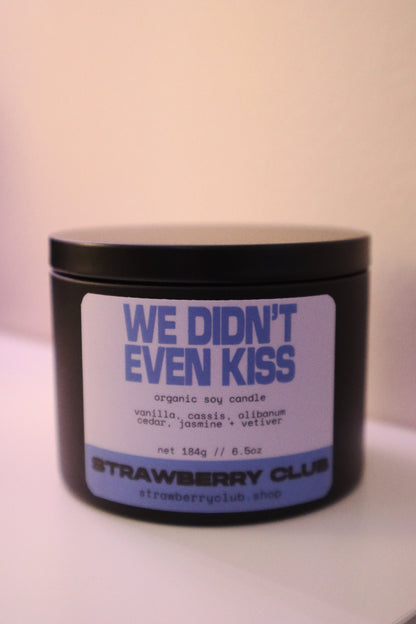 WE DIDN'T
EVEN KISS
organic soy candle
vanilla, cassis, olibanum
cedar, jasmine + vetiver
net 184g // 6.5oz
STRAWBERRY CLUB
strawberryclub.shop